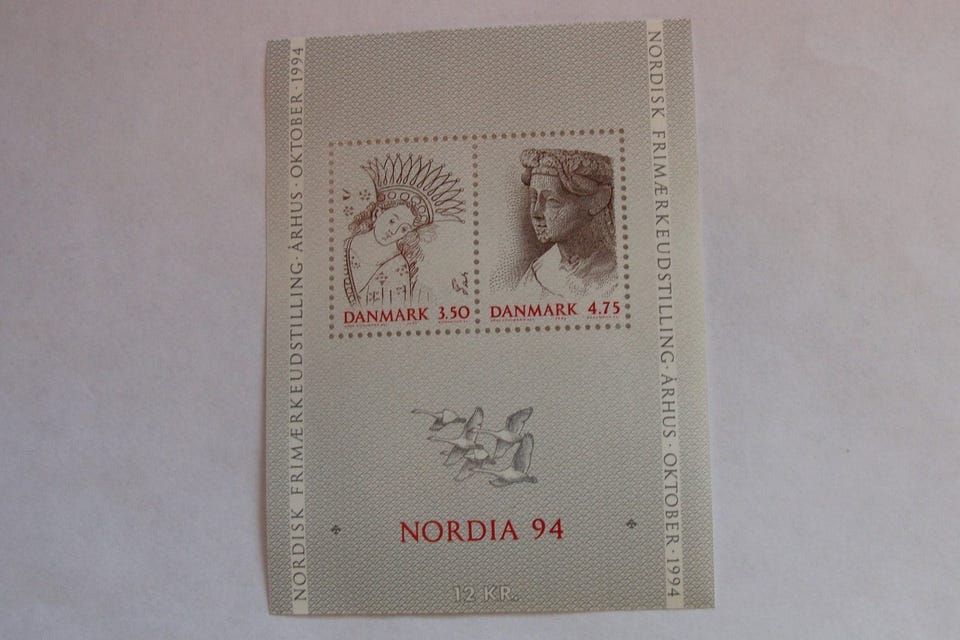 NORDISK FRIMÆRKEUDSTILLING · ÅRHUS · OKTOBER · 1994
NORDISK FRIMÆRKEUDSTILLING · ÅRHUS · OKTOBER · 1994
DANMARK 3.50
DANMARK 4.75
NORDIA 94
12 KR.